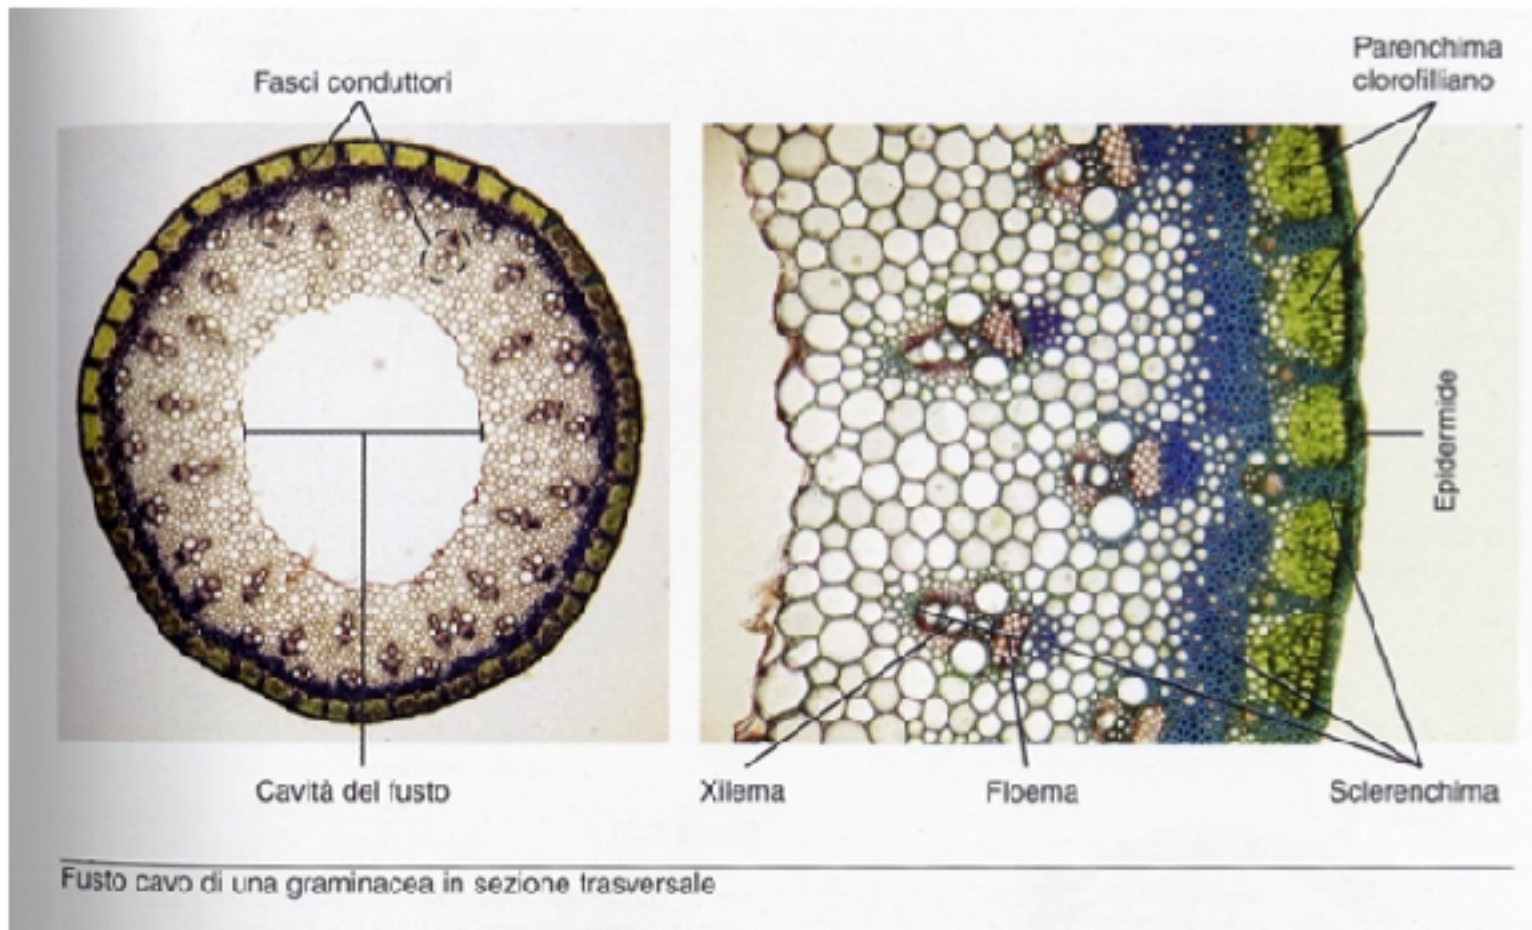 Fasci conduttori
Parenchima
clorofilliano
Epidermide
Cavità del fusto
Xilema
Floema
Sclerenchima
Fusto cavo di una graminacea in sezione trasversale